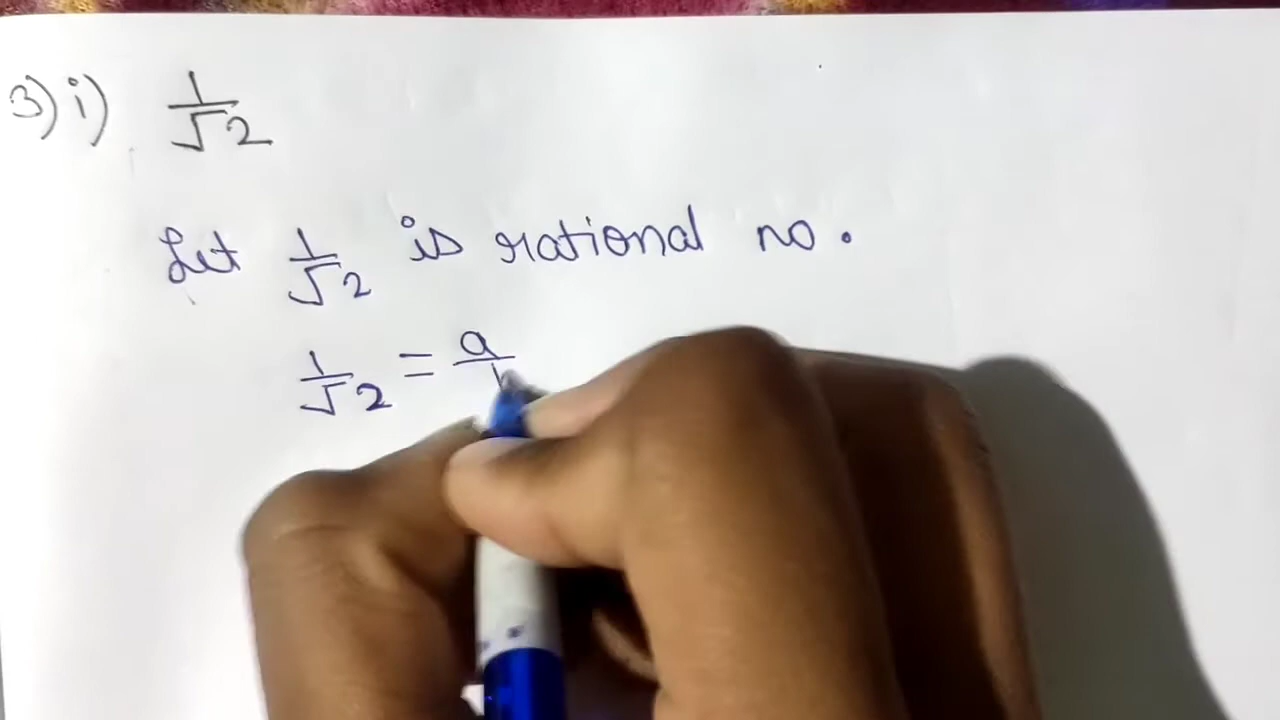 3) i) 1/√2
Let 1/√2 is rational no.
1/√2 = a/